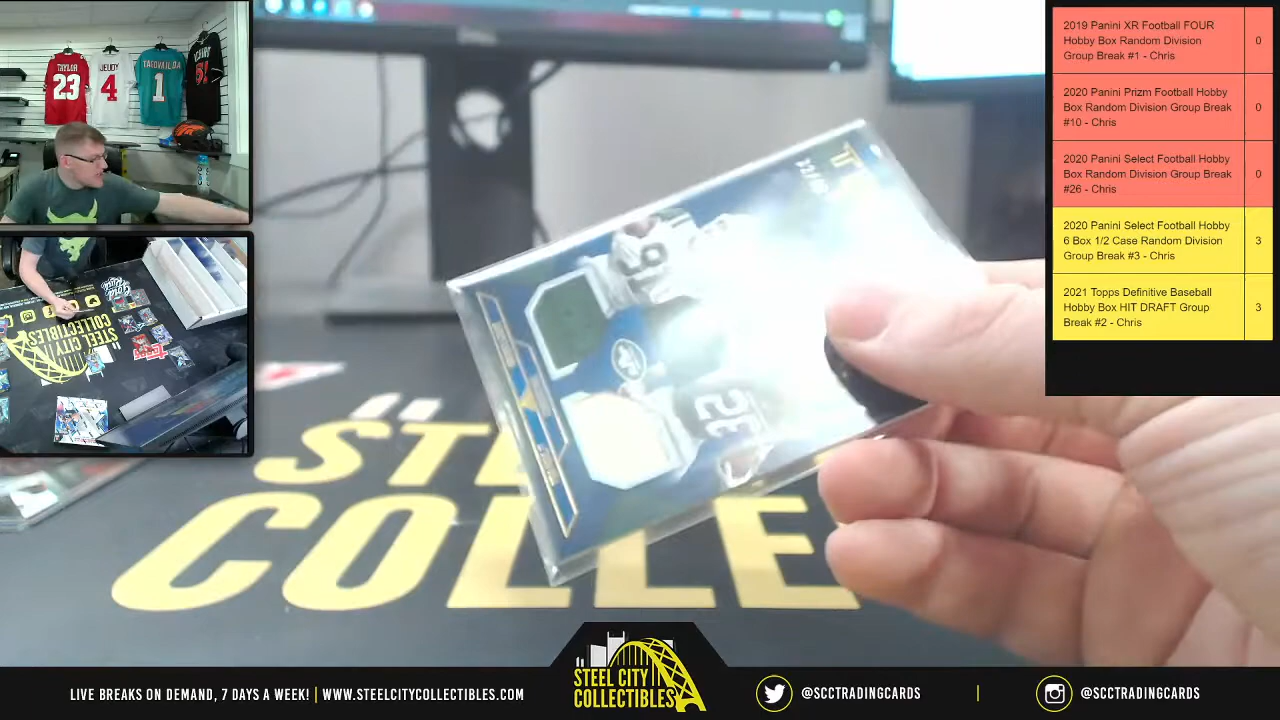 TAYLOR
23
JEUDY
4
TAGOVAILOA
1
STEEL CITY
COLLECTIBLES
2019 Panini XR Football FOUR
Hobby Box Random Division
Group Break #1 - Chris
0
2020 Panini Prizm Football Hobby
Box Random Division Group Break
#10 - Chris
0
2020 Panini Select Football Hobby
Box Random Division Group Break
#26 - Chris
0
2020 Panini Select Football Hobby
6 Box 1/2 Case Random Division
Group Break #3 - Chris
3
2021 Topps Definitive Baseball
Hobby Box HIT DRAFT Group
Break #2 - Chris
3
32
STE
COLLE
LIVE BREAKS ON DEMAND, 7 DAYS A WEEK! | WWW.STEELCITYCOLLECTIBLES.COM
STEEL CITY
COLLECTIBLES
@SCCTRADINGCARDS
@SCCTRADINGCARDS